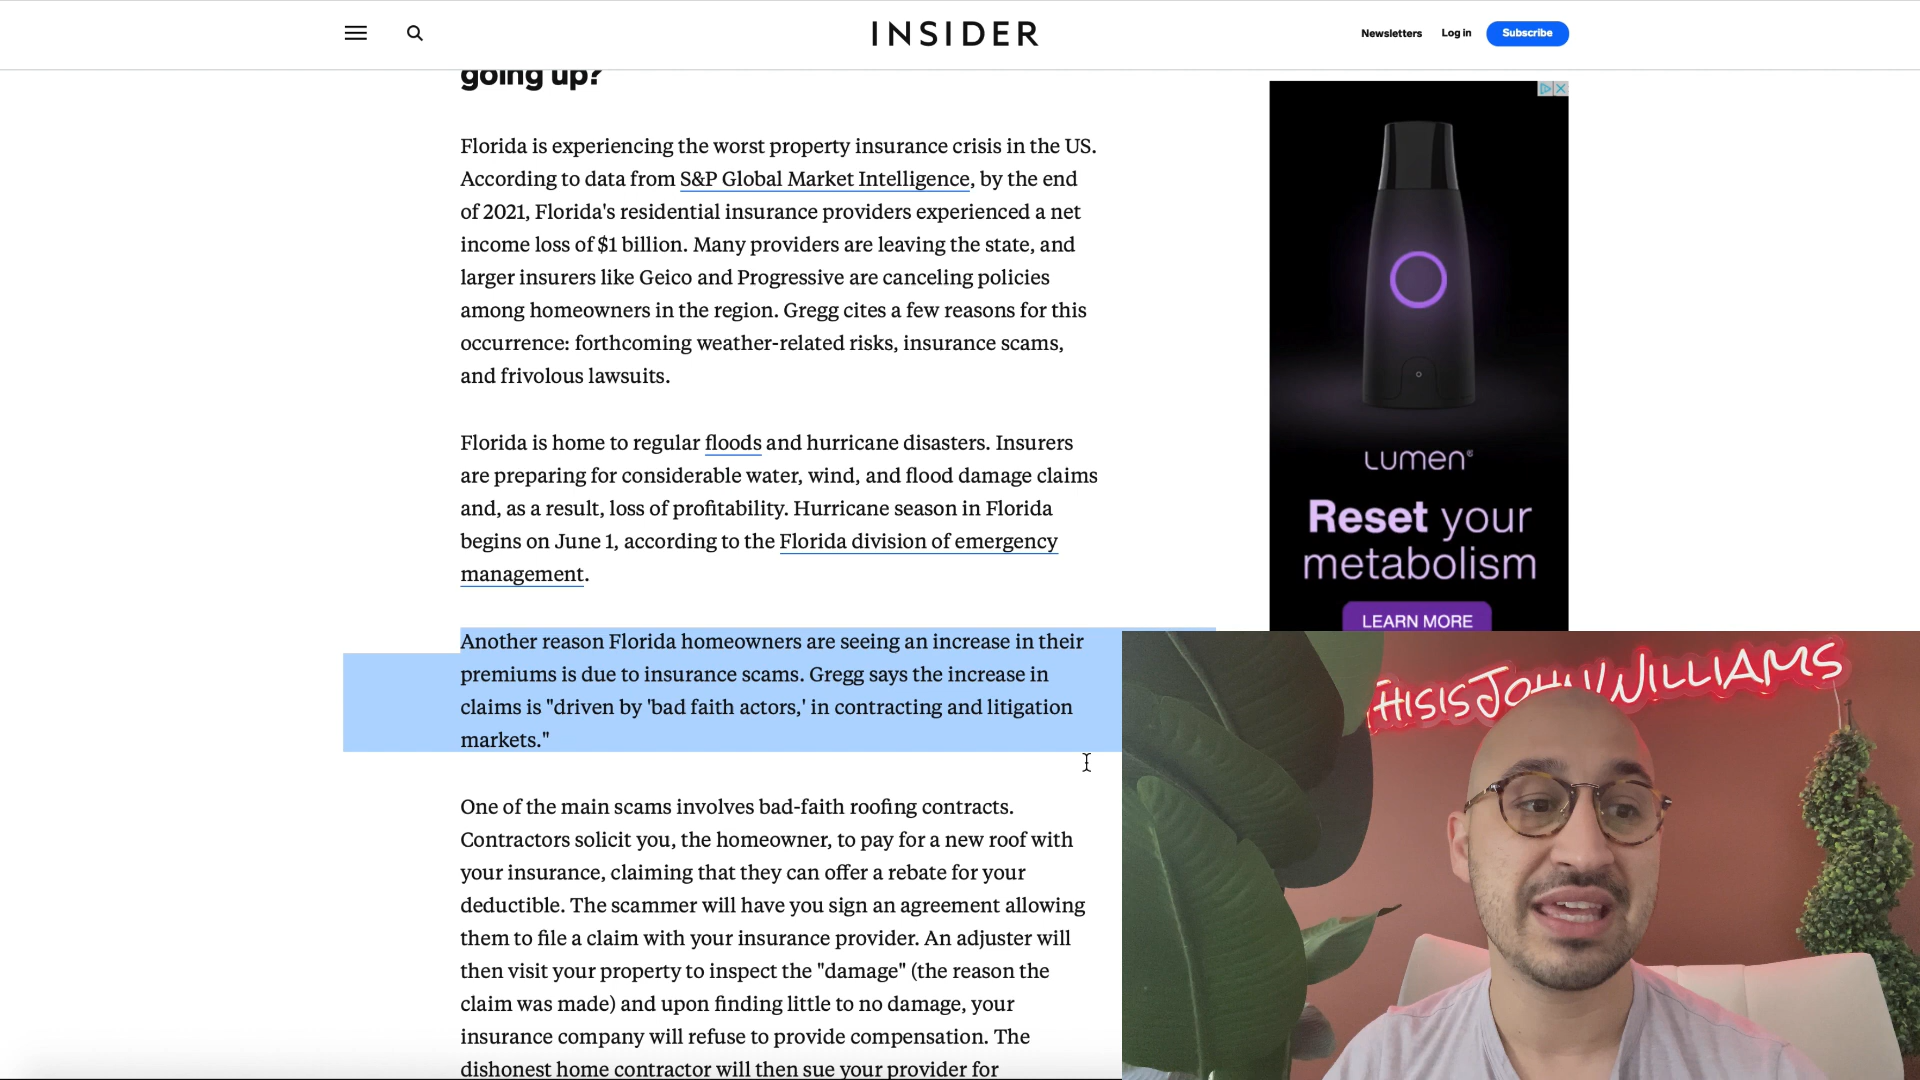 INSIDER
Newsletters
Log in
Subscribe
going up?
Florida is experiencing the worst property insurance crisis in the US.
According to data from S&P Global Market Intelligence, by the end
of 2021, Florida's residential insurance providers experienced a net
income loss of $1 billion. Many providers are leaving the state, and
larger insurers like Geico and Progressive are canceling policies
among homeowners in the region. Gregg cites a few reasons for this
occurrence: forthcoming weather-related risks, insurance scams,
and frivolous lawsuits.
Florida is home to regular floods and hurricane disasters. Insurers
are preparing for considerable water, wind, and flood damage claims
and, as a result, loss of profitability. Hurricane season in Florida
begins on June 1, according to the Florida division of emergency
management.
Another reason Florida homeowners are seeing an increase in their
premiums is due to insurance scams. Gregg says the increase in
claims is "driven by 'bad faith actors,' in contracting and litigation
markets."
One of the main scams involves bad-faith roofing contracts.
Contractors solicit you, the homeowner, to pay for a new roof with
your insurance, claiming that they can offer a rebate for your
deductible. The scammer will have you sign an agreement allowing
them to file a claim with your insurance provider. An adjuster will
then visit your property to inspect the "damage" (the reason the
claim was made) and upon finding little to no damage, your
insurance company will refuse to provide compensation. The
dishonest home contractor will then sue your provider for
LUMEN®
Reset your
metabolism
LEARN MORE
THISISJOHNWILLIAMS